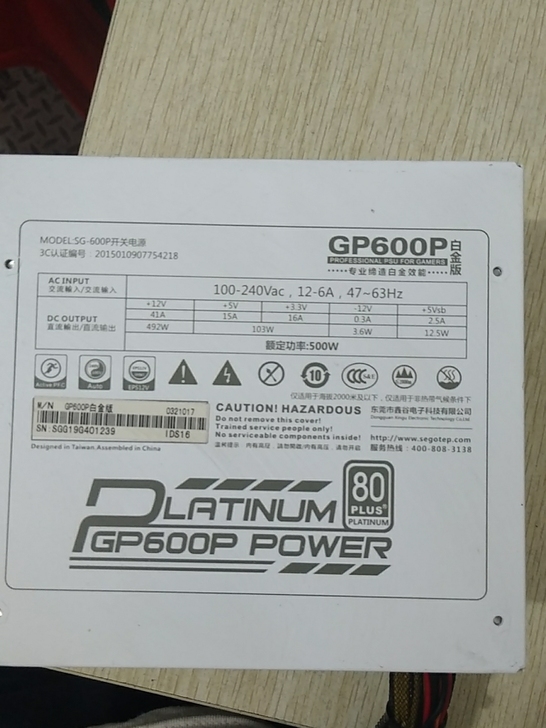 MODEL:SG-600P开关电源
3C认证编号：2015010907754218
GP600P白金版
PROFESSIONAL PSU FOR GAMERS
专业缔造白金效能
AC INPUT 100-240Vac，12-6A，47~63Hz
交流輸入/交流输入
DC OUTPUT
直流輸出/直流输出
+12V +5V +3.3V -12V +5Vsb
41A 15A 16A 0.3A 2.5A
492W 103W 3.6W 12.5W
额定功率:500W
Active PFC
Auto
EPS12V
10
CCC
仅适用于海拔2000米及以下，仅适用于非热带气候条件下
M/N GP600P白金版 0321017
SN:SGG19G401239 IDS16
CAUTION! HAZARDOUS
Do not remove this cover!
Trained service people only!
No serviceable components inside!
东莞市鑫谷电子科技有限公司
http://www.segotep.com
服务热线：400-808-3138
Designed in Taiwan.Assembled in China
PLATINUM
GP600P POWER
80
PLUS
PLATINUM